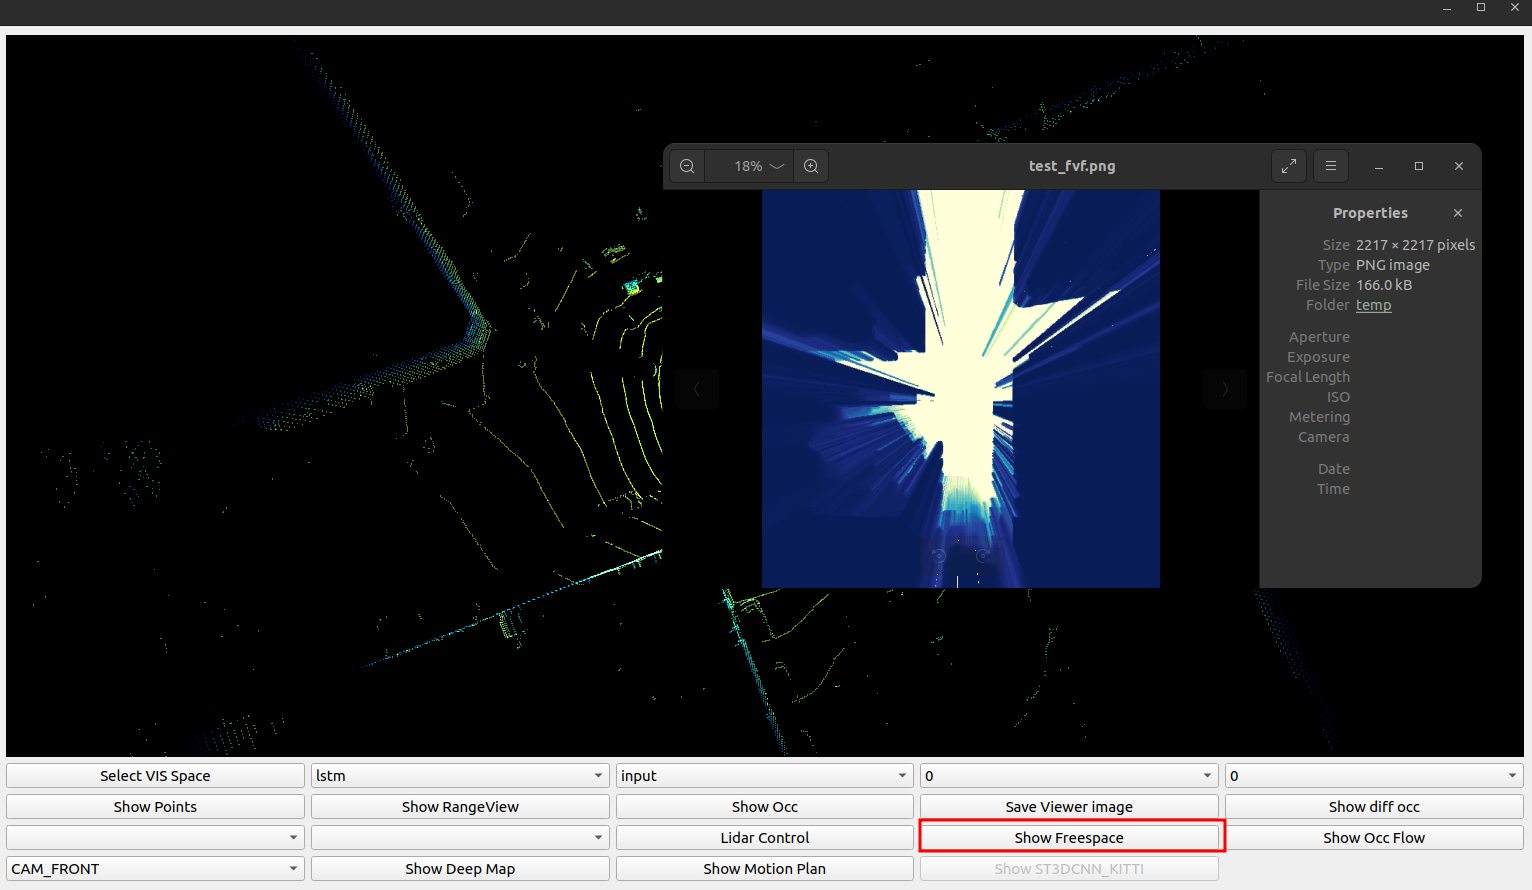 18%
test_fvf.png
Properties
Size 2217 × 2217 pixels
Type PNG image
File Size 166.0 kB
Folder temp
Aperture
Exposure
Focal Length
ISO
Metering
Camera
Date
Time
Select VIS Space lstm input 0 0
Show Points Show RangeView Show Occ Save Viewer image Show diff occ
Lidar Control Show Freespace Show Occ Flow
CAM_FRONT Show Deep Map Show Motion Plan Show ST3DCNN_KITTI